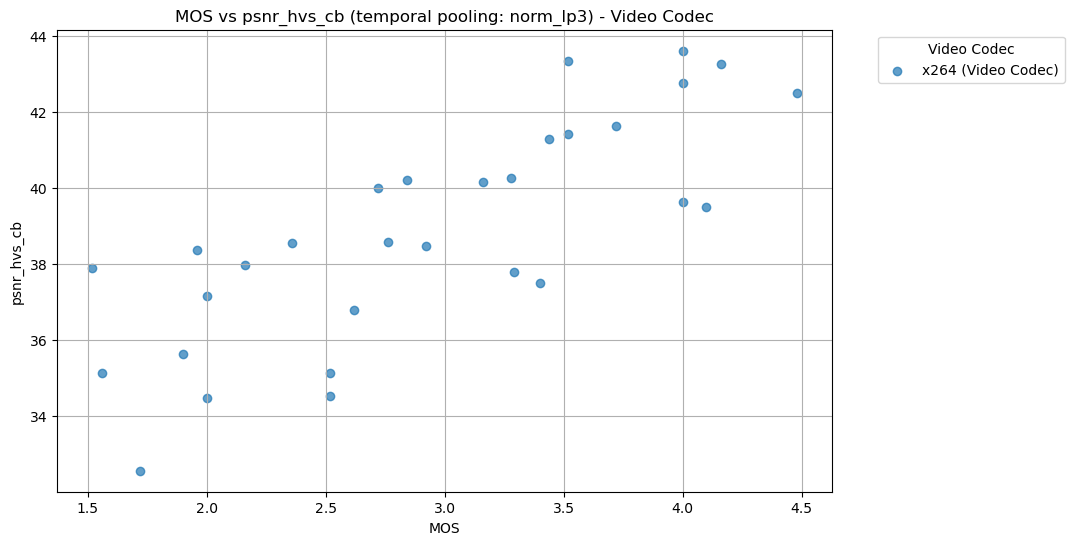 MOS vs psnr_hvs_cb (temporal pooling: norm_lp3) - Video Codec
Video Codec
x264 (Video Codec)
psnr_hvs_cb
44
42
40
38
36
34
1.5 2.0 2.5 3.0 3.5 4.0 4.5
MOS